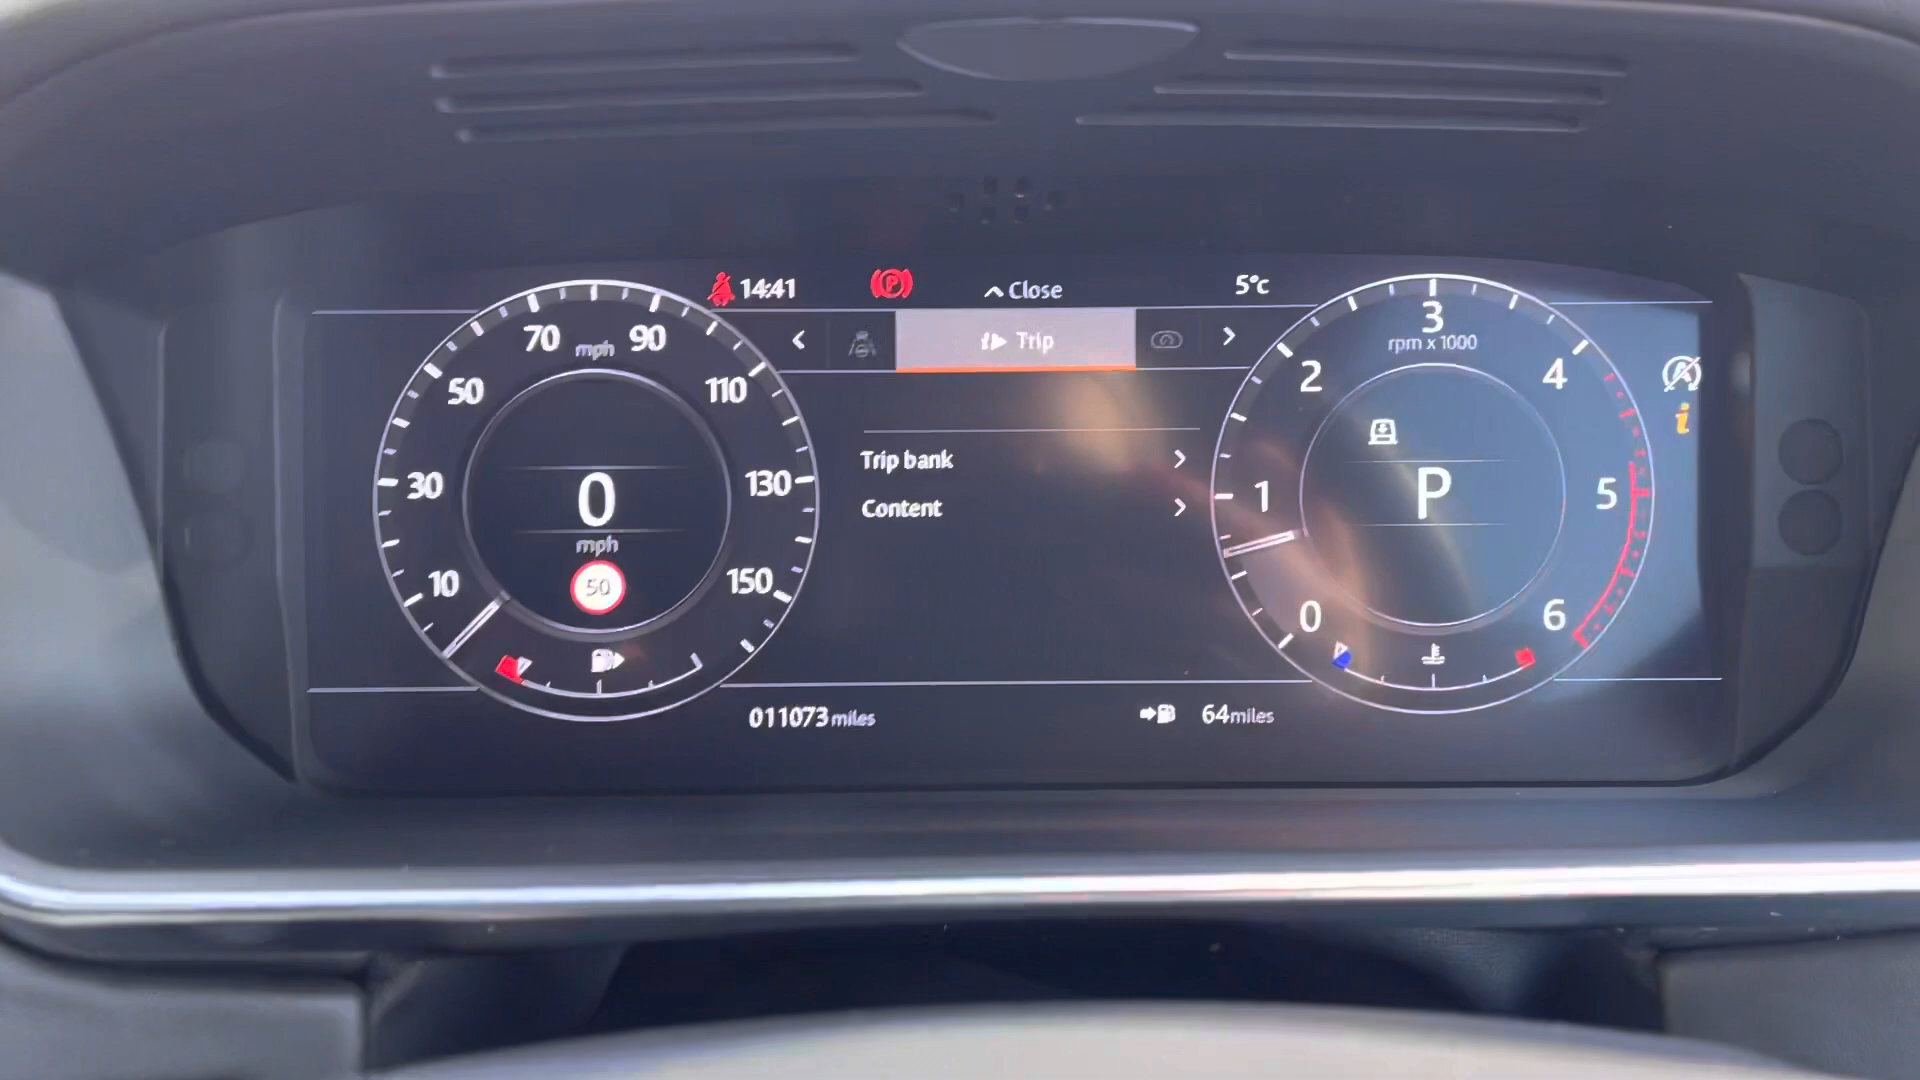 14:41
Close
5°c
Trip
Trip bank
Content
10
30
50
70
90
110
130
150
mph
0
mph
50
0
1
2
3
4
5
6
rpm x 1000
P
011073 miles
64 miles